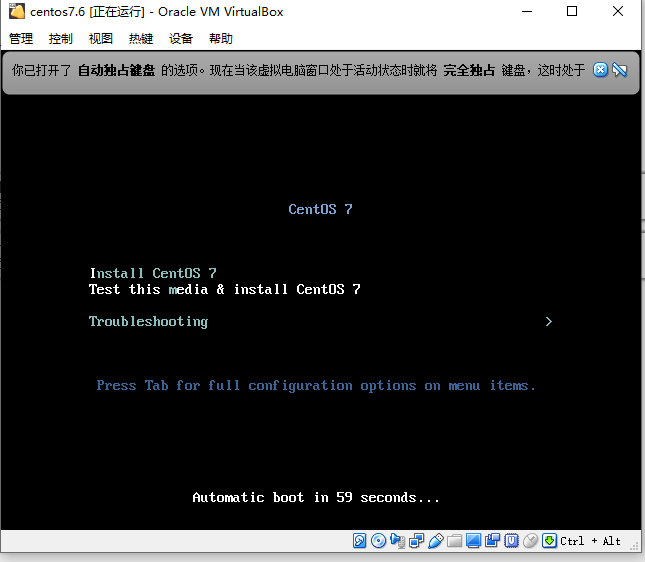 centos7.6 [正在运行] - Oracle VM VirtualBox
管理 控制 视图 热键 设备 帮助
你已打开了 自动独占键盘 的选项。现在当该虚拟电脑窗口处于活动状态时就将 完全独占 键盘，这时处于
CentOS 7
Install CentOS 7
Test this media & install CentOS 7
Troubleshooting >
Press Tab for full configuration options on menu items.
Automatic boot in 59 seconds...
Ctrl + Alt